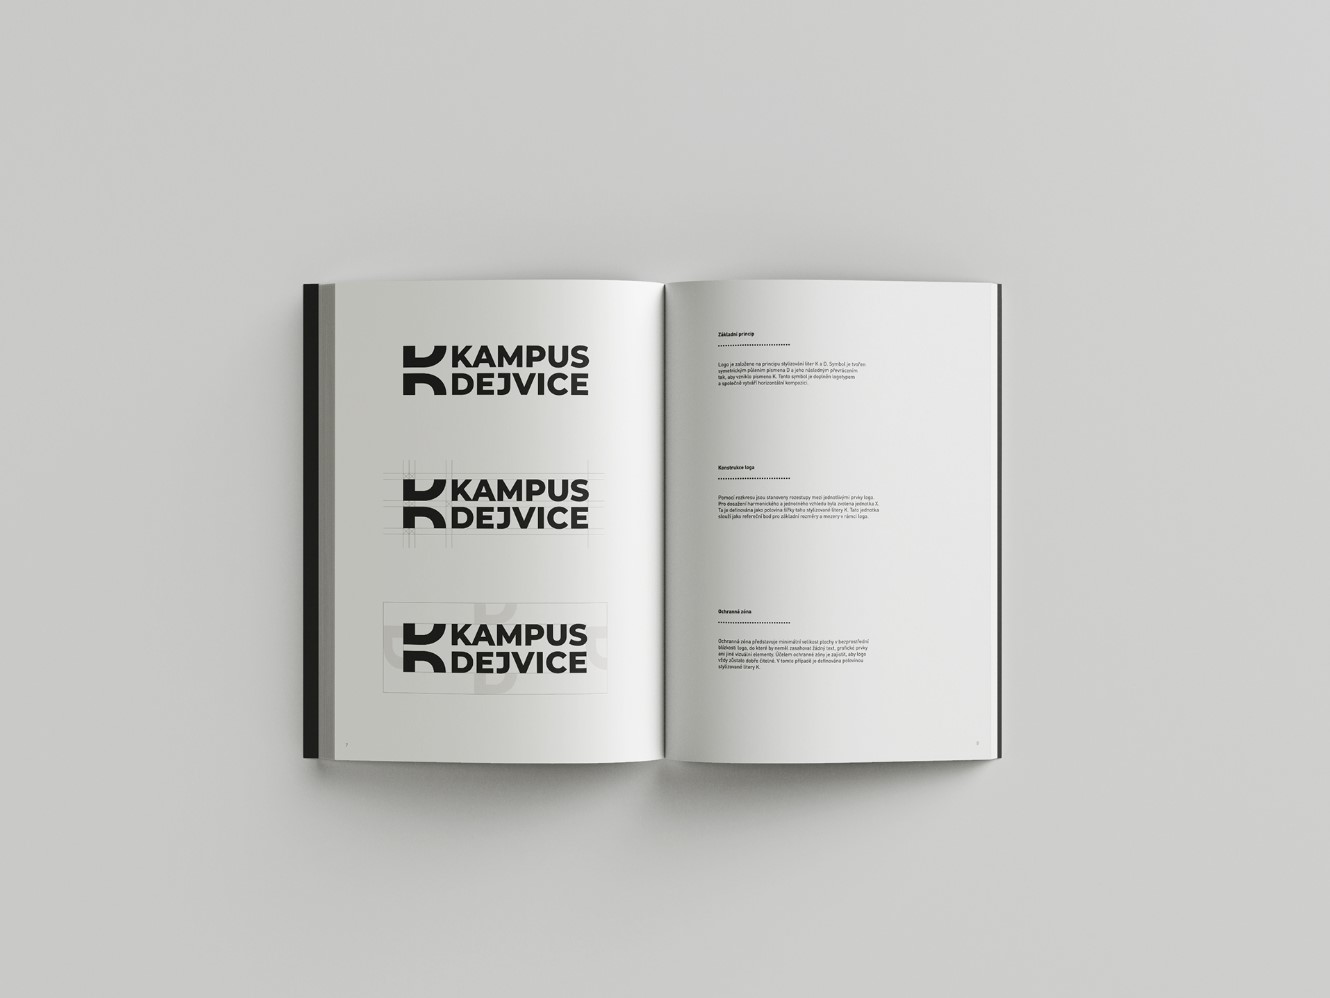 KAMPUS
DEJVICE
KAMPUS
DEJVICE
KAMPUS
DEJVICE
Základní princip
Logo je založeno na principu stylizování liter K a D. Symbol je tvořen
symetrickým půlením písmena D a jeho následným převrácením
tak, aby vzniklo písmeno K. Tento symbol je doplněn logotypem
a společně vytváří horizontální kompozici.
Konstrukce loga
Pomocí rozkresu jsou stanoveny rozestupy mezi jednotlivými prvky loga.
Pro dosažení harmonického a jednotného vzhledu byla zvolena jednotka X.
Ta je definována jako polovina šířky tahu stylizované litery K. Tato jednotka
slouží jako referenční bod pro základní rozměry a mezery v rámci loga.
Ochranná zóna
Ochranná zóna představuje minimální velikost plochy v bezprostřední
blízkosti loga, do které by neměl zasahovat žádný text, grafické prvky
ani jiné vizuální elementy. Účelem ochranné zóny je zajistit, aby logo
vždy zůstalo dobře čitelné. V tomto případě je definována polovinou
stylizované litery K.